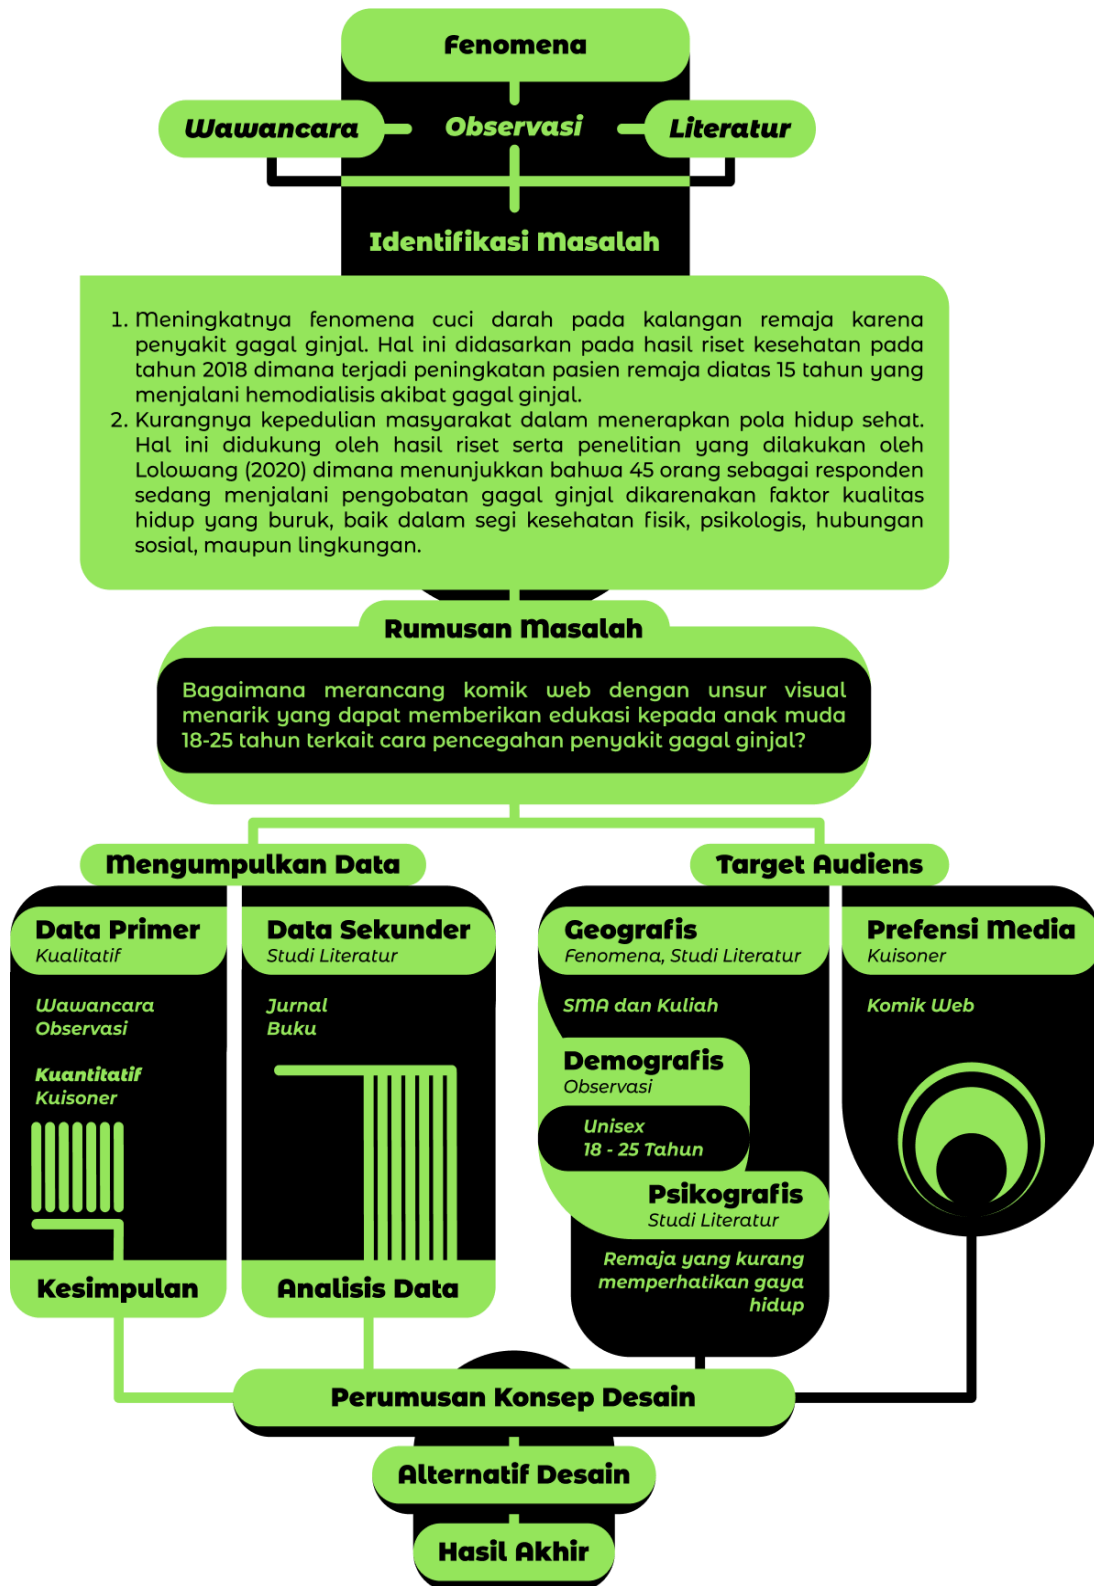 Fenomena
Wawancara
Observasi
Literatur
Identifikasi Masalah
1. Meningkatnya fenomena cuci darah pada kalangan remaja karena
penyakit gagal ginjal. Hal ini didasarkan pada hasil riset kesehatan pada
tahun 2018 dimana terjadi peningkatan pasien remaja diatas 15 tahun yang
menjalani hemodialisis akibat gagal ginjal.
2. Kurangnya kepedulian masyarakat dalam menerapkan pola hidup sehat.
Hal ini didukung oleh hasil riset serta penelitian yang dilakukan oleh
Lolowang (2020) dimana menunjukkan bahwa 45 orang sebagai responden
sedang menjalani pengobatan gagal ginjal dikarenakan faktor kualitas
hidup yang buruk, baik dalam segi kesehatan fisik, psikologis, hubungan
sosial, maupun lingkungan.
Rumusan Masalah
Bagaimana merancang komik web dengan unsur visual
menarik yang dapat memberikan edukasi kepada anak muda
18-25 tahun terkait cara pencegahan penyakit gagal ginjal?
Mengumpulkan Data
Data Primer
Kualitatif
Wawancara
Observasi
Kuantitatif
Kuisoner
Kesimpulan
Data Sekunder
Studi Literatur
Jurnal
Buku
Analisis Data
Target Audiens
Geografis
Fenomena, Studi Literatur
SMA dan Kuliah
Demografis
Observasi
Unisex
18 - 25 Tahun
Psikografis
Studi Literatur
Remaja yang kurang
memperhatikan gaya
hidup
Prefensi Media
Kuisoner
Komik Web
Perumusan Konsep Desain
Alternatif Desain
Hasil Akhir